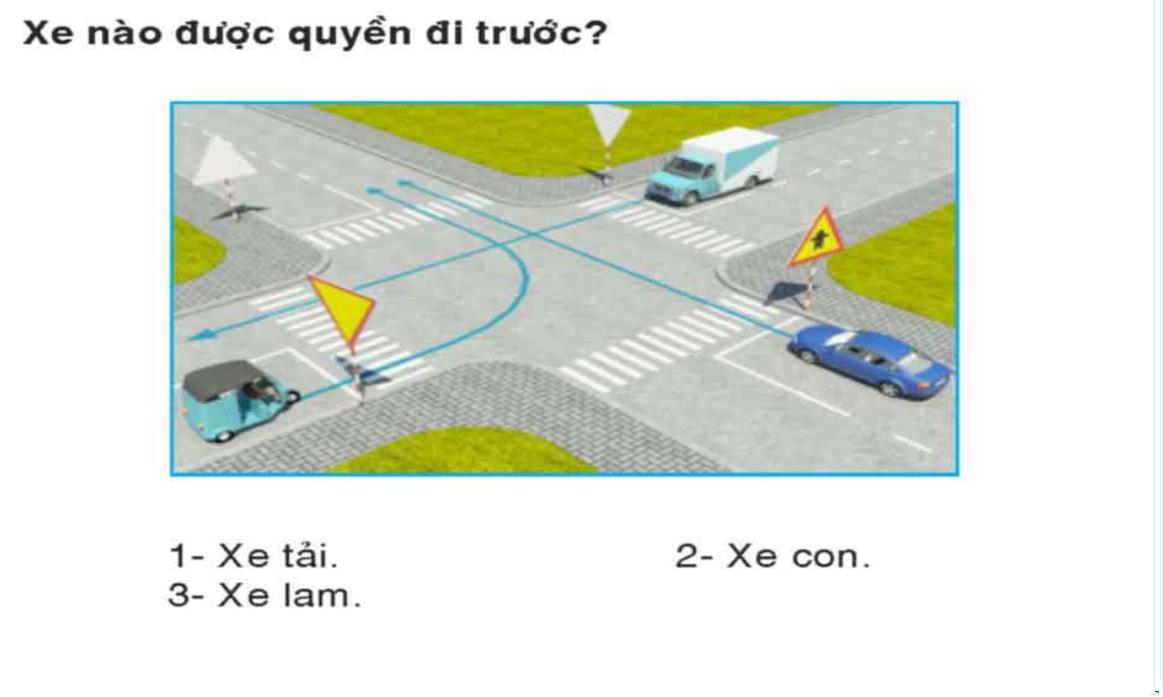 Xe nào được quyền đi trước?
1- Xe tải. 2- Xe con.
3- Xe lam.